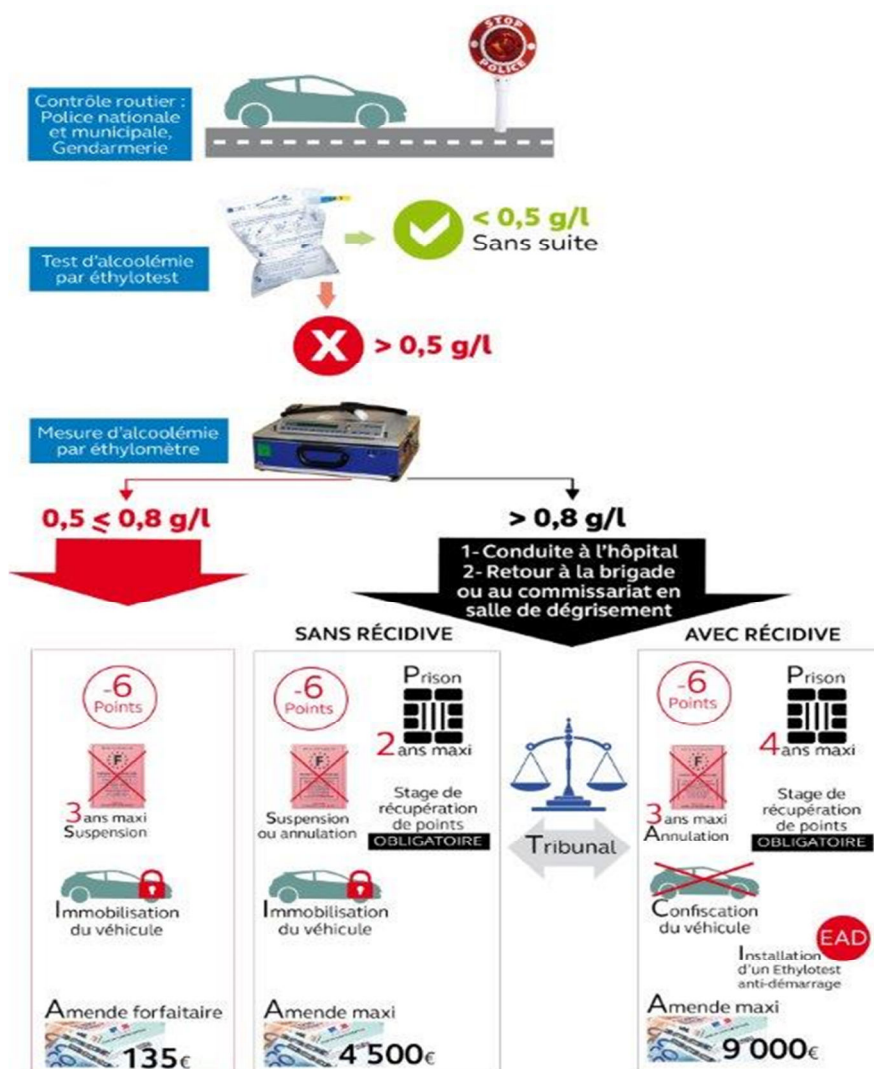 STOP
POLICE
Contrôle routier :
Police nationale
et municipale,
Gendarmerie
< 0,5 g/l
Sans suite
Test d'alcoolémie
par éthylotest
X > 0,5 g/l
Mesure d'alcoolémie
par éthylomètre
0,5 ⩽ 0,8 g/l
> 0,8 g/l
1- Conduite à l'hôpital
2- Retour à la brigade
ou au commissariat en
salle de dégrisement
-6
Points
F
3 ans maxi
Suspension
Immobilisation
du véhicule
Amende forfaitaire
135€
SANS RÉCIDIVE
-6
Points
Prison
2 ans maxi
F
Suspension
ou annulation
Stage de
récupération
de points
OBLIGATOIRE
Immobilisation
du véhicule
Amende maxi
4 500€
Tribunal
AVEC RÉCIDIVE
-6
Points
Prison
4 ans maxi
F
3 ans maxi
Annulation
Stage de
récupération
de points
OBLIGATOIRE
Confiscation
du véhicule
EAD
Installation
d'un Ethylotest
anti-démarrage
Amende maxi
9 000€